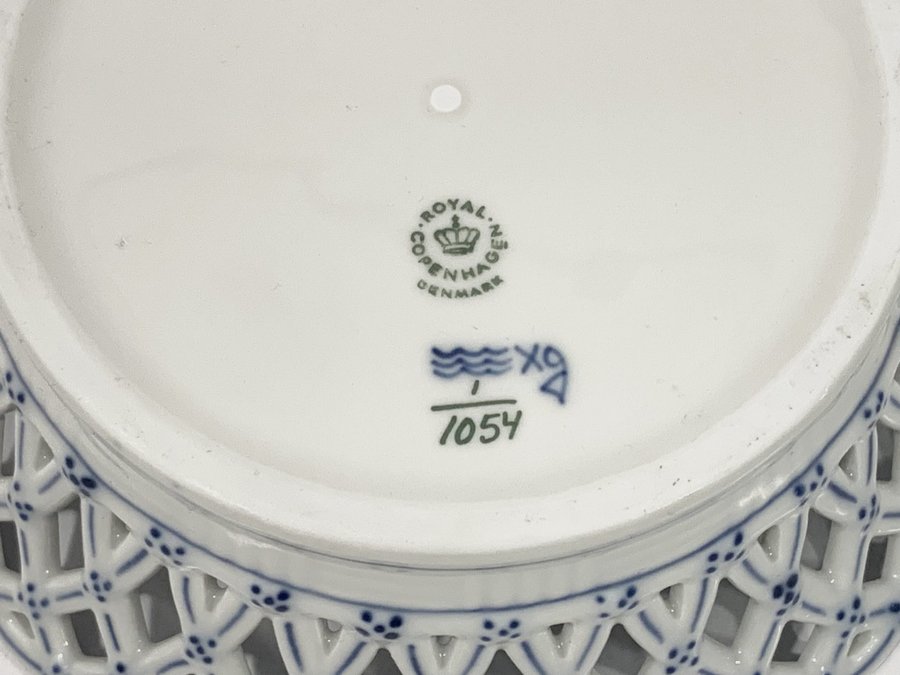 ROYAL
COPENHAGEN
DENMARK
1
1054